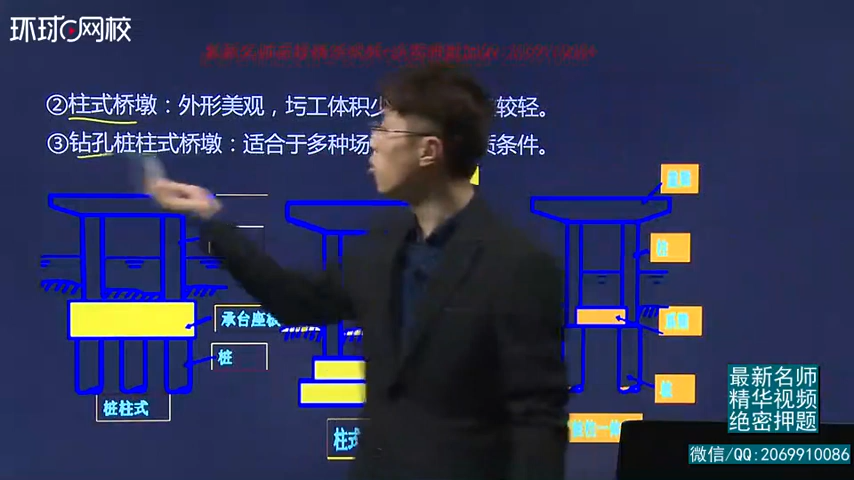 环球网校
②柱式桥墩：外形美观，圬工体积少 较轻。
③钻孔桩柱式桥墩：适合于多种场 质条件。
盖梁
桩
承台座板
系梁
桩
桩
桩柱式
柱式
最新名师
精华视频
绝密押题
微信/QQ:2069910086